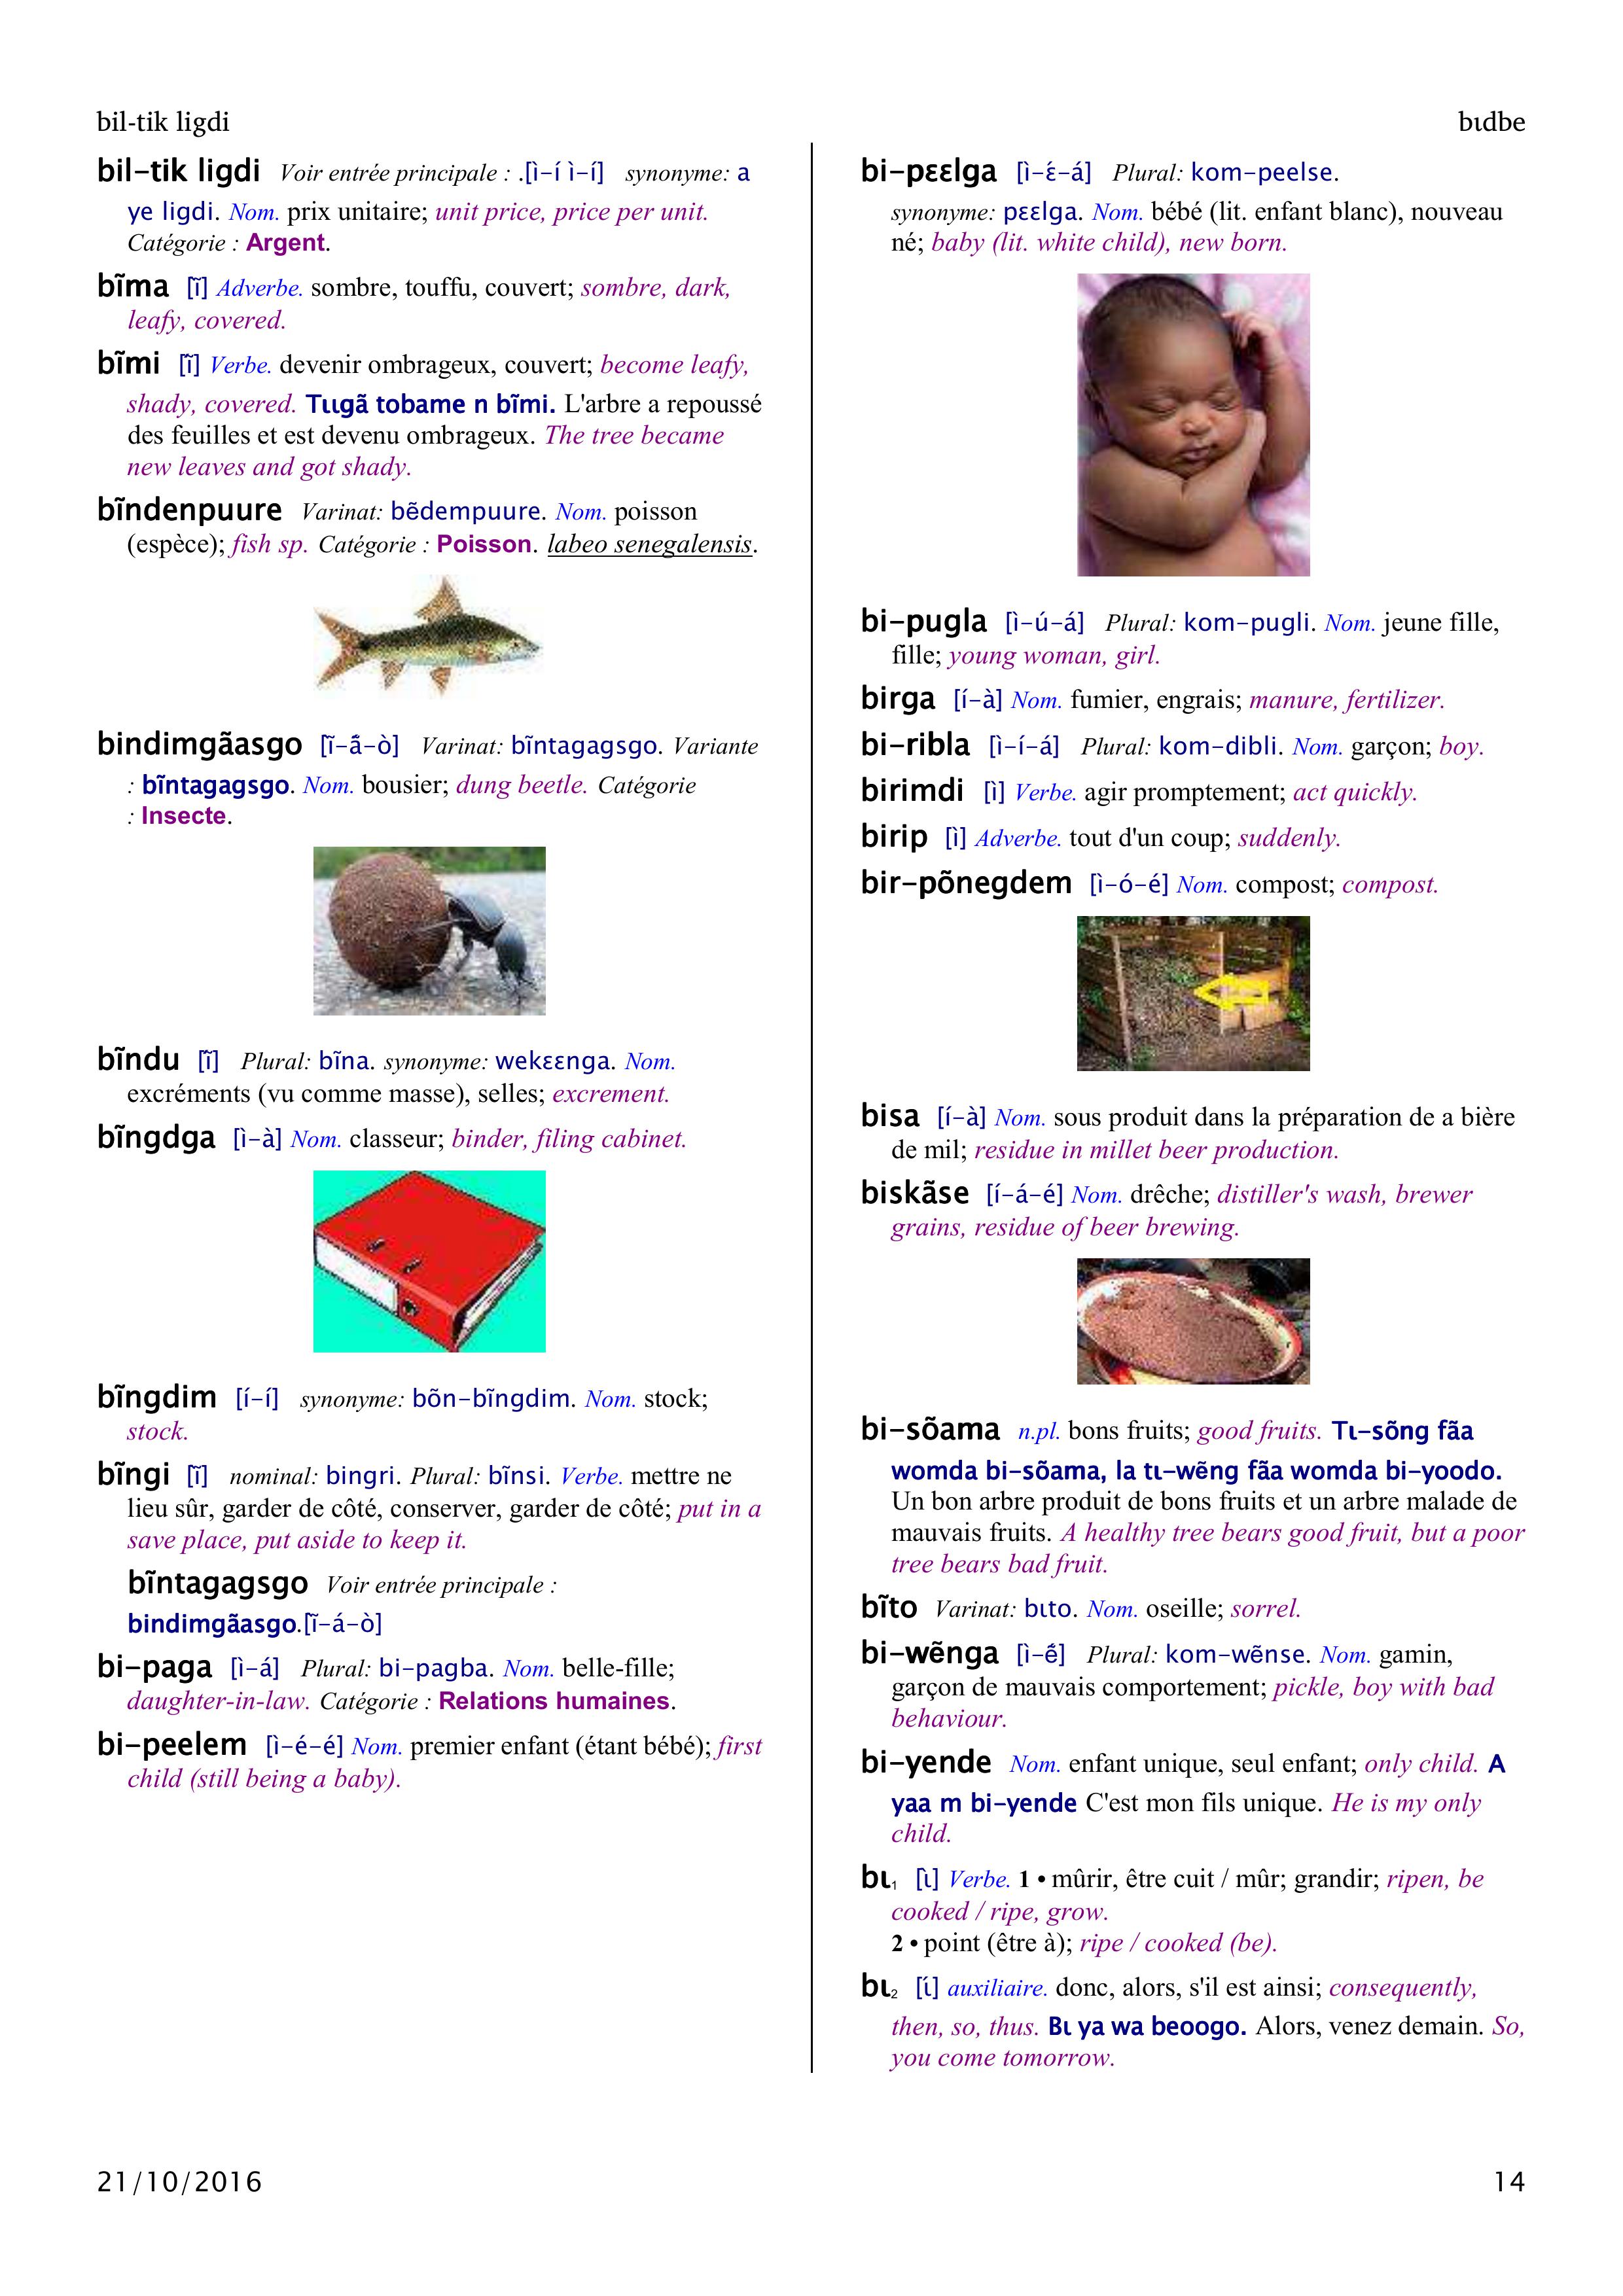 bil-tik ligdi
bɩdbe
bil–tik ligdi Voir entrée principale : .[ì–í ì–í] synonyme: a
ye ligdi. Nom. prix unitaire; unit price, price per unit.
Catégorie : Argent.
bĩma [ĩ̀] Adverbe. sombre, touffu, couvert; sombre, dark,
leafy, covered.
bĩmi [ĩ̀] Verbe. devenir ombrageux, couvert; become leafy,
shady, covered. Tɩɩgã tobame n bĩmi. L'arbre a repoussé
des feuilles et est devenu ombrageux. The tree became
new leaves and got shady.
bĩndenpuure Varinat: bẽdempuure. Nom. poisson
(espèce); fish sp. Catégorie : Poisson. labeo senegalensis.
bindimgãasgo [ĩ̀–ã́–ò] Varinat: bĩntagagsgo. Variante
: bĩntagagsgo. Nom. bousier; dung beetle. Catégorie
: Insecte.
bĩndu [ĩ̀] Plural: bĩna. synonyme: wekɛɛnga. Nom.
excréments (vu comme masse), selles; excrement.
bĩngdga [ì–à] Nom. classeur; binder, filing cabinet.
bĩngdim [í–í] synonyme: bõn–bĩngdim. Nom. stock;
stock.
bĩngi [ĩ̀] nominal: bingri. Plural: bĩnsi. Verbe. mettre ne
lieu sûr, garder de côté, conserver, garder de côté; put in a
save place, put aside to keep it.
bĩntagagsgo Voir entrée principale :
bindimgãasgo.[ĩ–á–ò]
bi–paga [ì–á] Plural: bi–pagba. Nom. belle-fille;
daughter-in-law. Catégorie : Relations humaines.
bi–peelem [ì–é–é] Nom. premier enfant (étant bébé); first
child (still being a baby).
bi–pɛɛlga [ì–ɛ́–á] Plural: kom–peelse.
synonyme: pɛɛlga. Nom. bébé (lit. enfant blanc), nouveau
né; baby (lit. white child), new born.
bi–pugla [ì–ú–á] Plural: kom–pugli. Nom. jeune fille,
fille; young woman, girl.
birga [í–à] Nom. fumier, engrais; manure, fertilizer.
bi–ribla [ì–í–á] Plural: kom–dibli. Nom. garçon; boy.
birimdi [ì] Verbe. agir promptement; act quickly.
birip [ì] Adverbe. tout d'un coup; suddenly.
bir–põnegdem [ì–ó–é] Nom. compost; compost.
bisa [í–à] Nom. sous produit dans la préparation de a bière
de mil; residue in millet beer production.
biskãse [í–á–é] Nom. drêche; distiller's wash, brewer
grains, residue of beer brewing.
bi–sõama n.pl. bons fruits; good fruits. Tɩ–sõng fãa
womda bi–sõama, la tɩ–wẽng fãa womda bi–yoodo.
Un bon arbre produit de bons fruits et un arbre malade de
mauvais fruits. A healthy tree bears good fruit, but a poor
tree bears bad fruit.
bĩto Varinat: bɩto. Nom. oseille; sorrel.
bi–wẽnga [ì–ẽ́] Plural: kom–wẽnse. Nom. gamin,
garçon de mauvais comportement; pickle, boy with bad
behaviour.
bi–yende Nom. enfant unique, seul enfant; only child. A
yaa m bi–yende C'est mon fils unique. He is my only
child.
bɩ₁ [ɩ̀] Verbe. 1 • mûrir, être cuit / mûr; grandir; ripen, be
cooked / ripe, grow.
2 • point (être à); ripe / cooked (be).
bɩ₂ [ɩ́] auxiliaire. donc, alors, s'il est ainsi; consequently,
then, so, thus. Bɩ ya wa beoogo. Alors, venez demain. So,
you come tomorrow.
21/10/2016
14